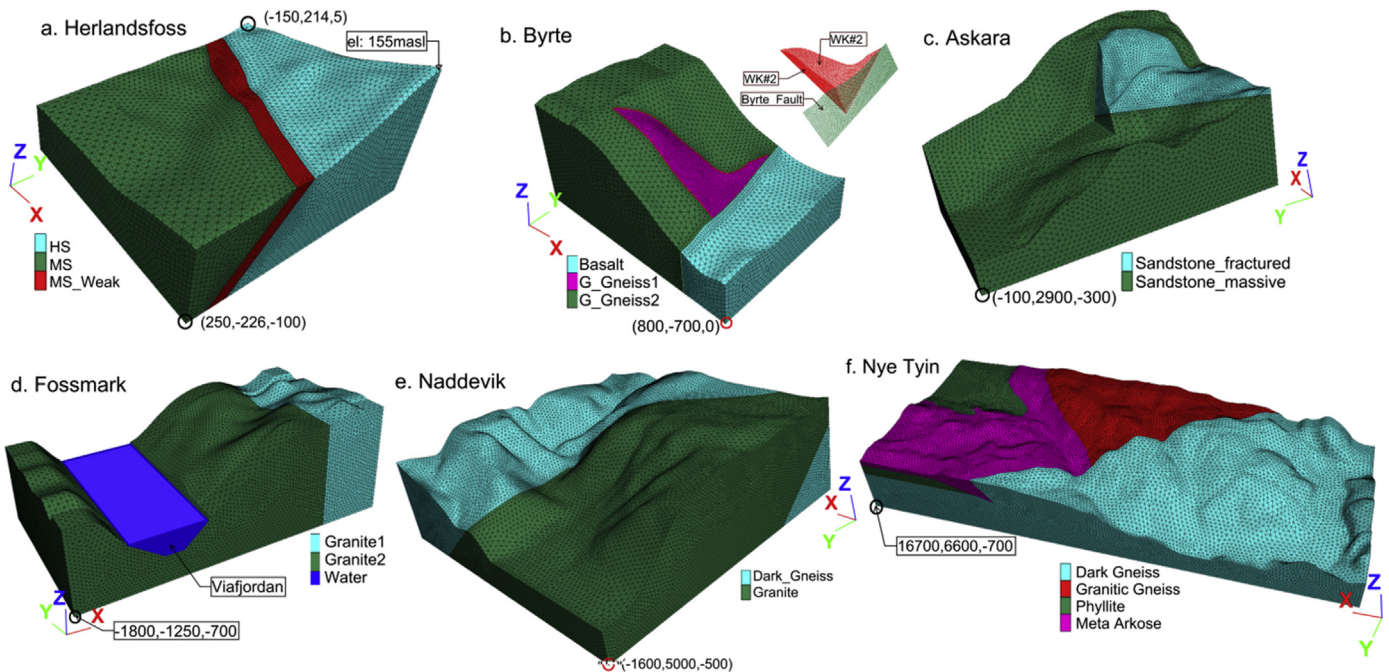 a. Herlandsfoss
(-150,214,5)
el: 155masl
Z
Y
X
HS
MS
MS_Weak
(250,-226,-100)
b. Byrte
WK#2
WK#2
Byrte_Fault
Z
Y
X
Basalt
G_Gneiss1
G_Gneiss2
(800,-700,0)
c. Askara
Z
X
Y
Sandstone_fractured
Sandstone_massive
(-100,2900,-300)
d. Fossmark
Granite1
Granite2
Water
Viafjordan
Z
Y
X
-1800,-1250,-700
e. Naddevik
Z
X
Y
Dark_Gneiss
Granite
(-1600,5000,-500)
f. Nye Tyin
16700,6600,-700
Dark Gneiss
Granitic Gneiss
Phyllite
Meta Arkose
Z
X
Y